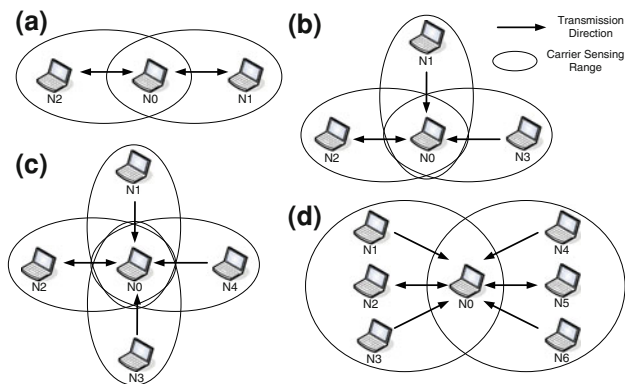 (a)
N2
N0
N1
(b)
N1
N2
N0
N3
Transmission
Direction
Carrier Sensing
Range
(c)
N1
N2
N0
N4
N3
(d)
N1
N4
N2
N0
N5
N3
N6